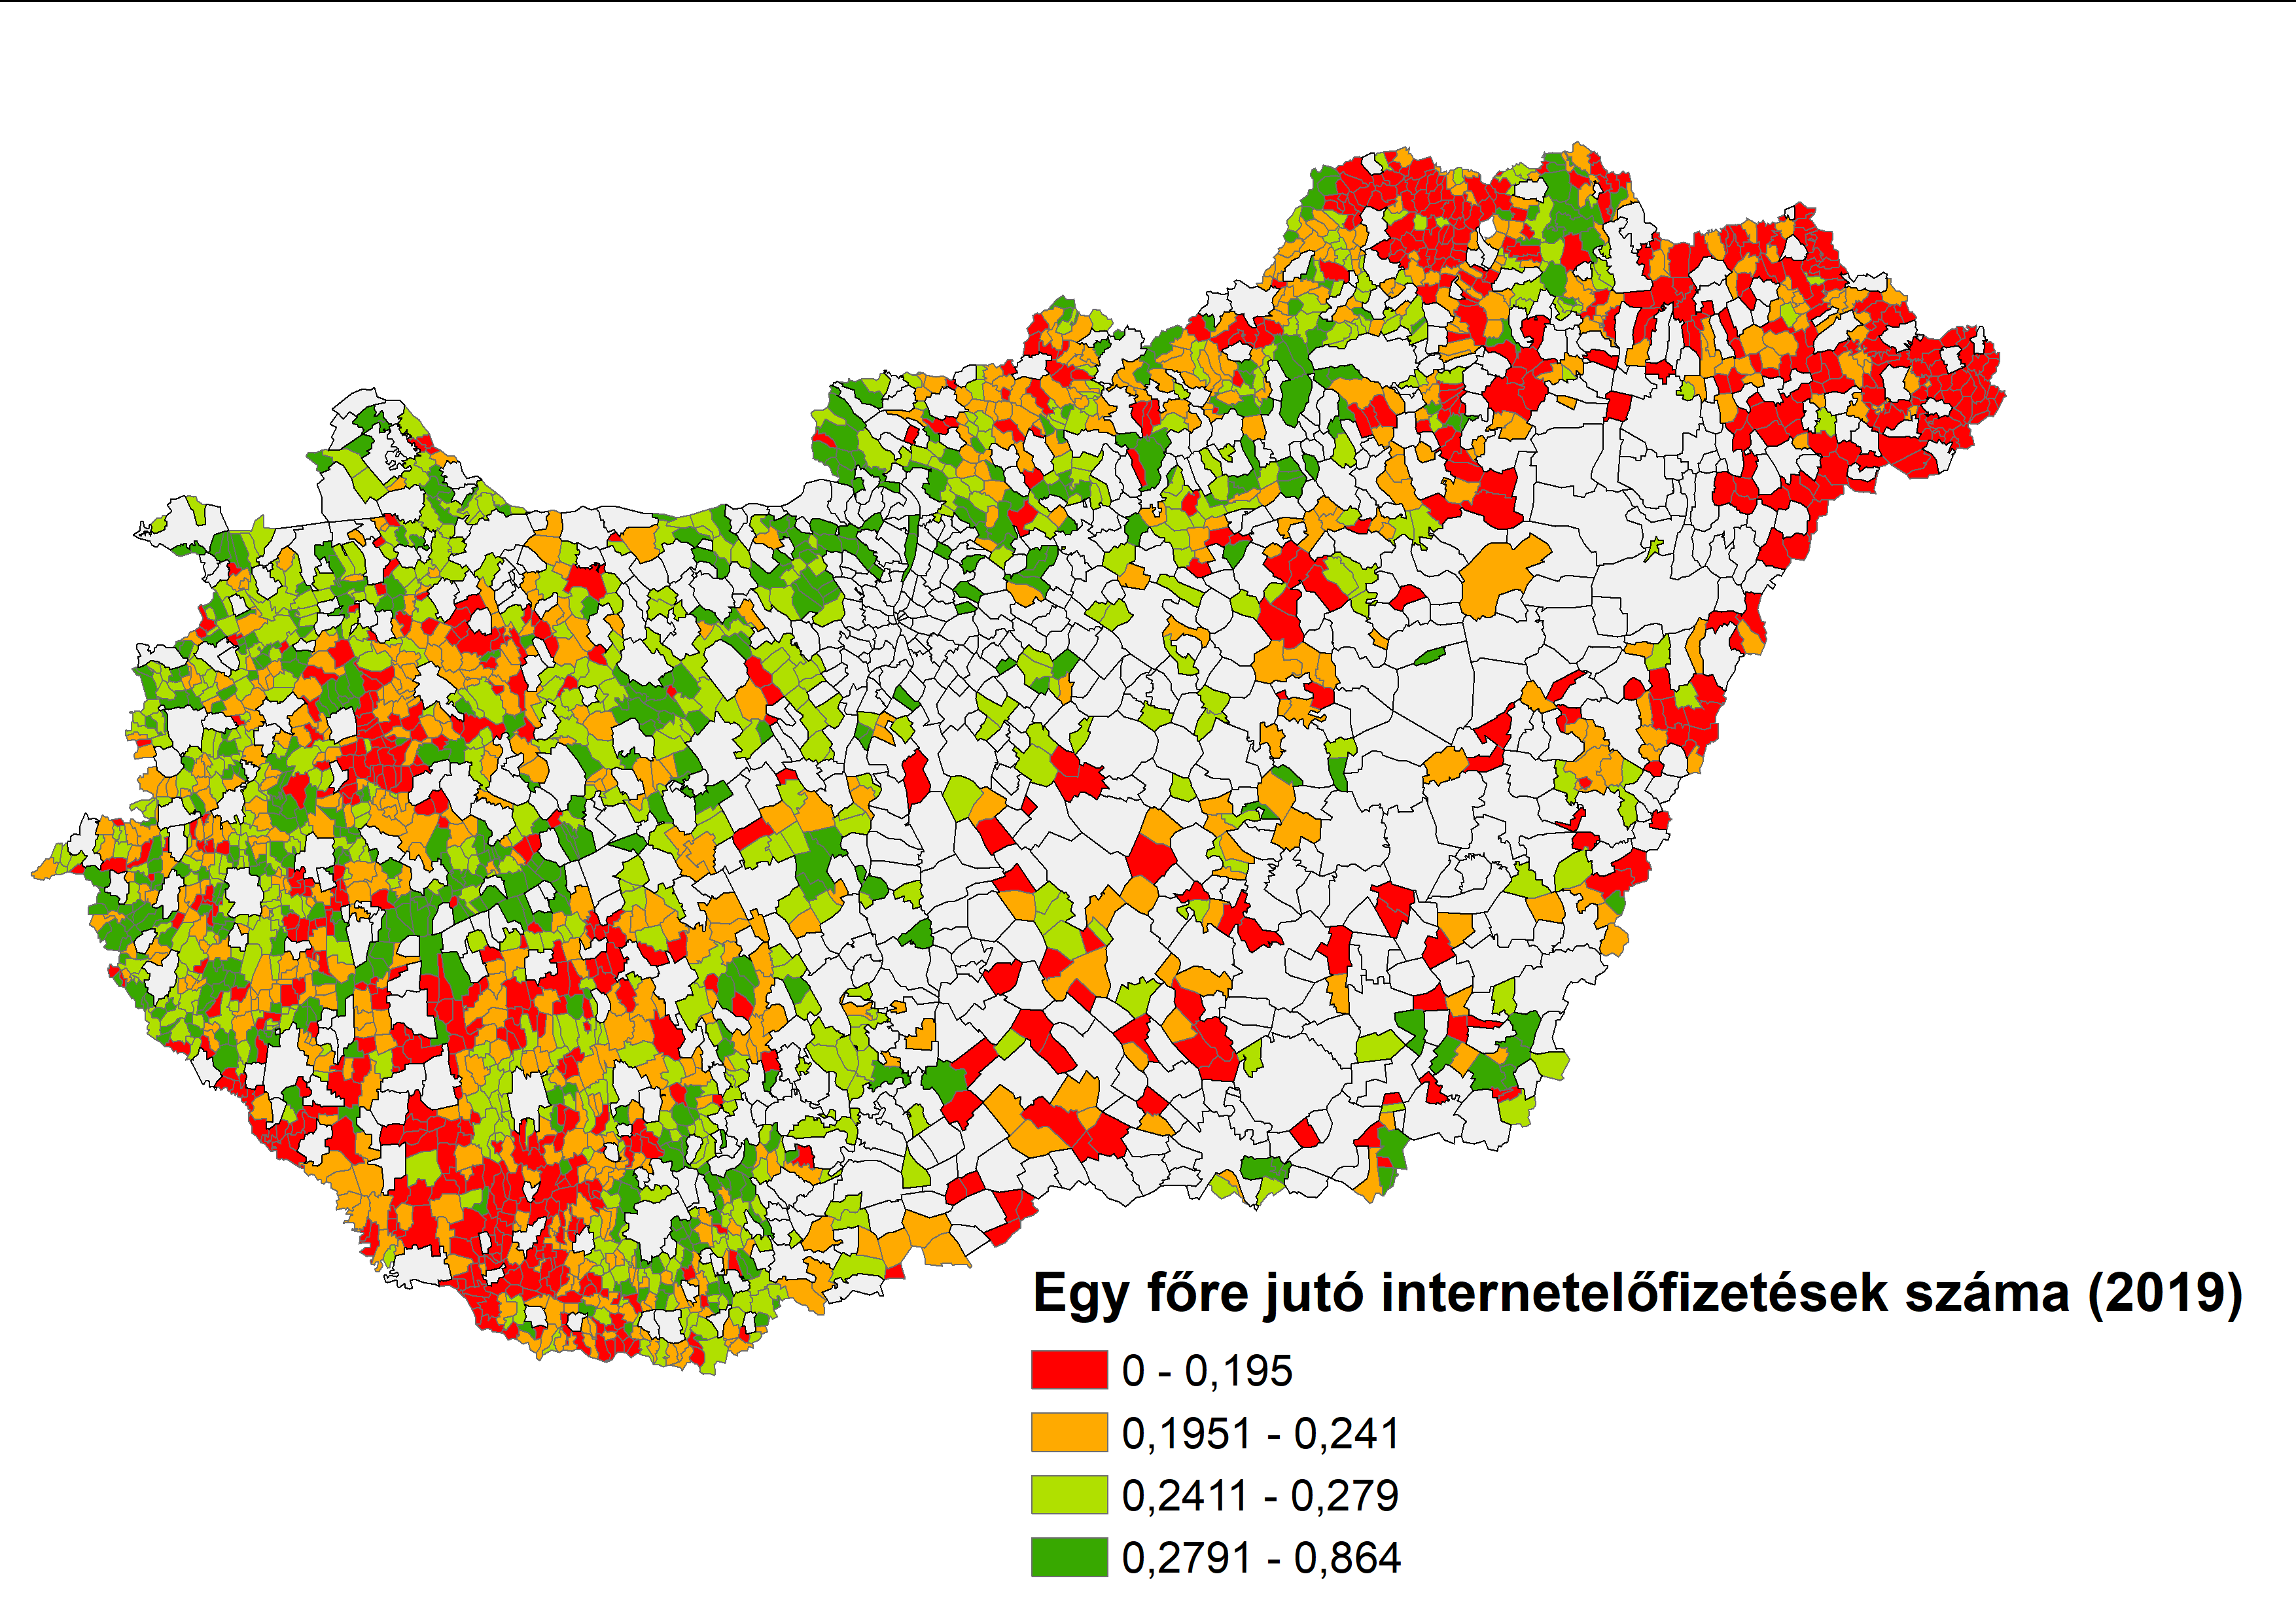 Egy főre jutó internetelőfizetések száma (2019)
0 - 0,195
0,1951 - 0,241
0,2411 - 0,279
0,2791 - 0,864